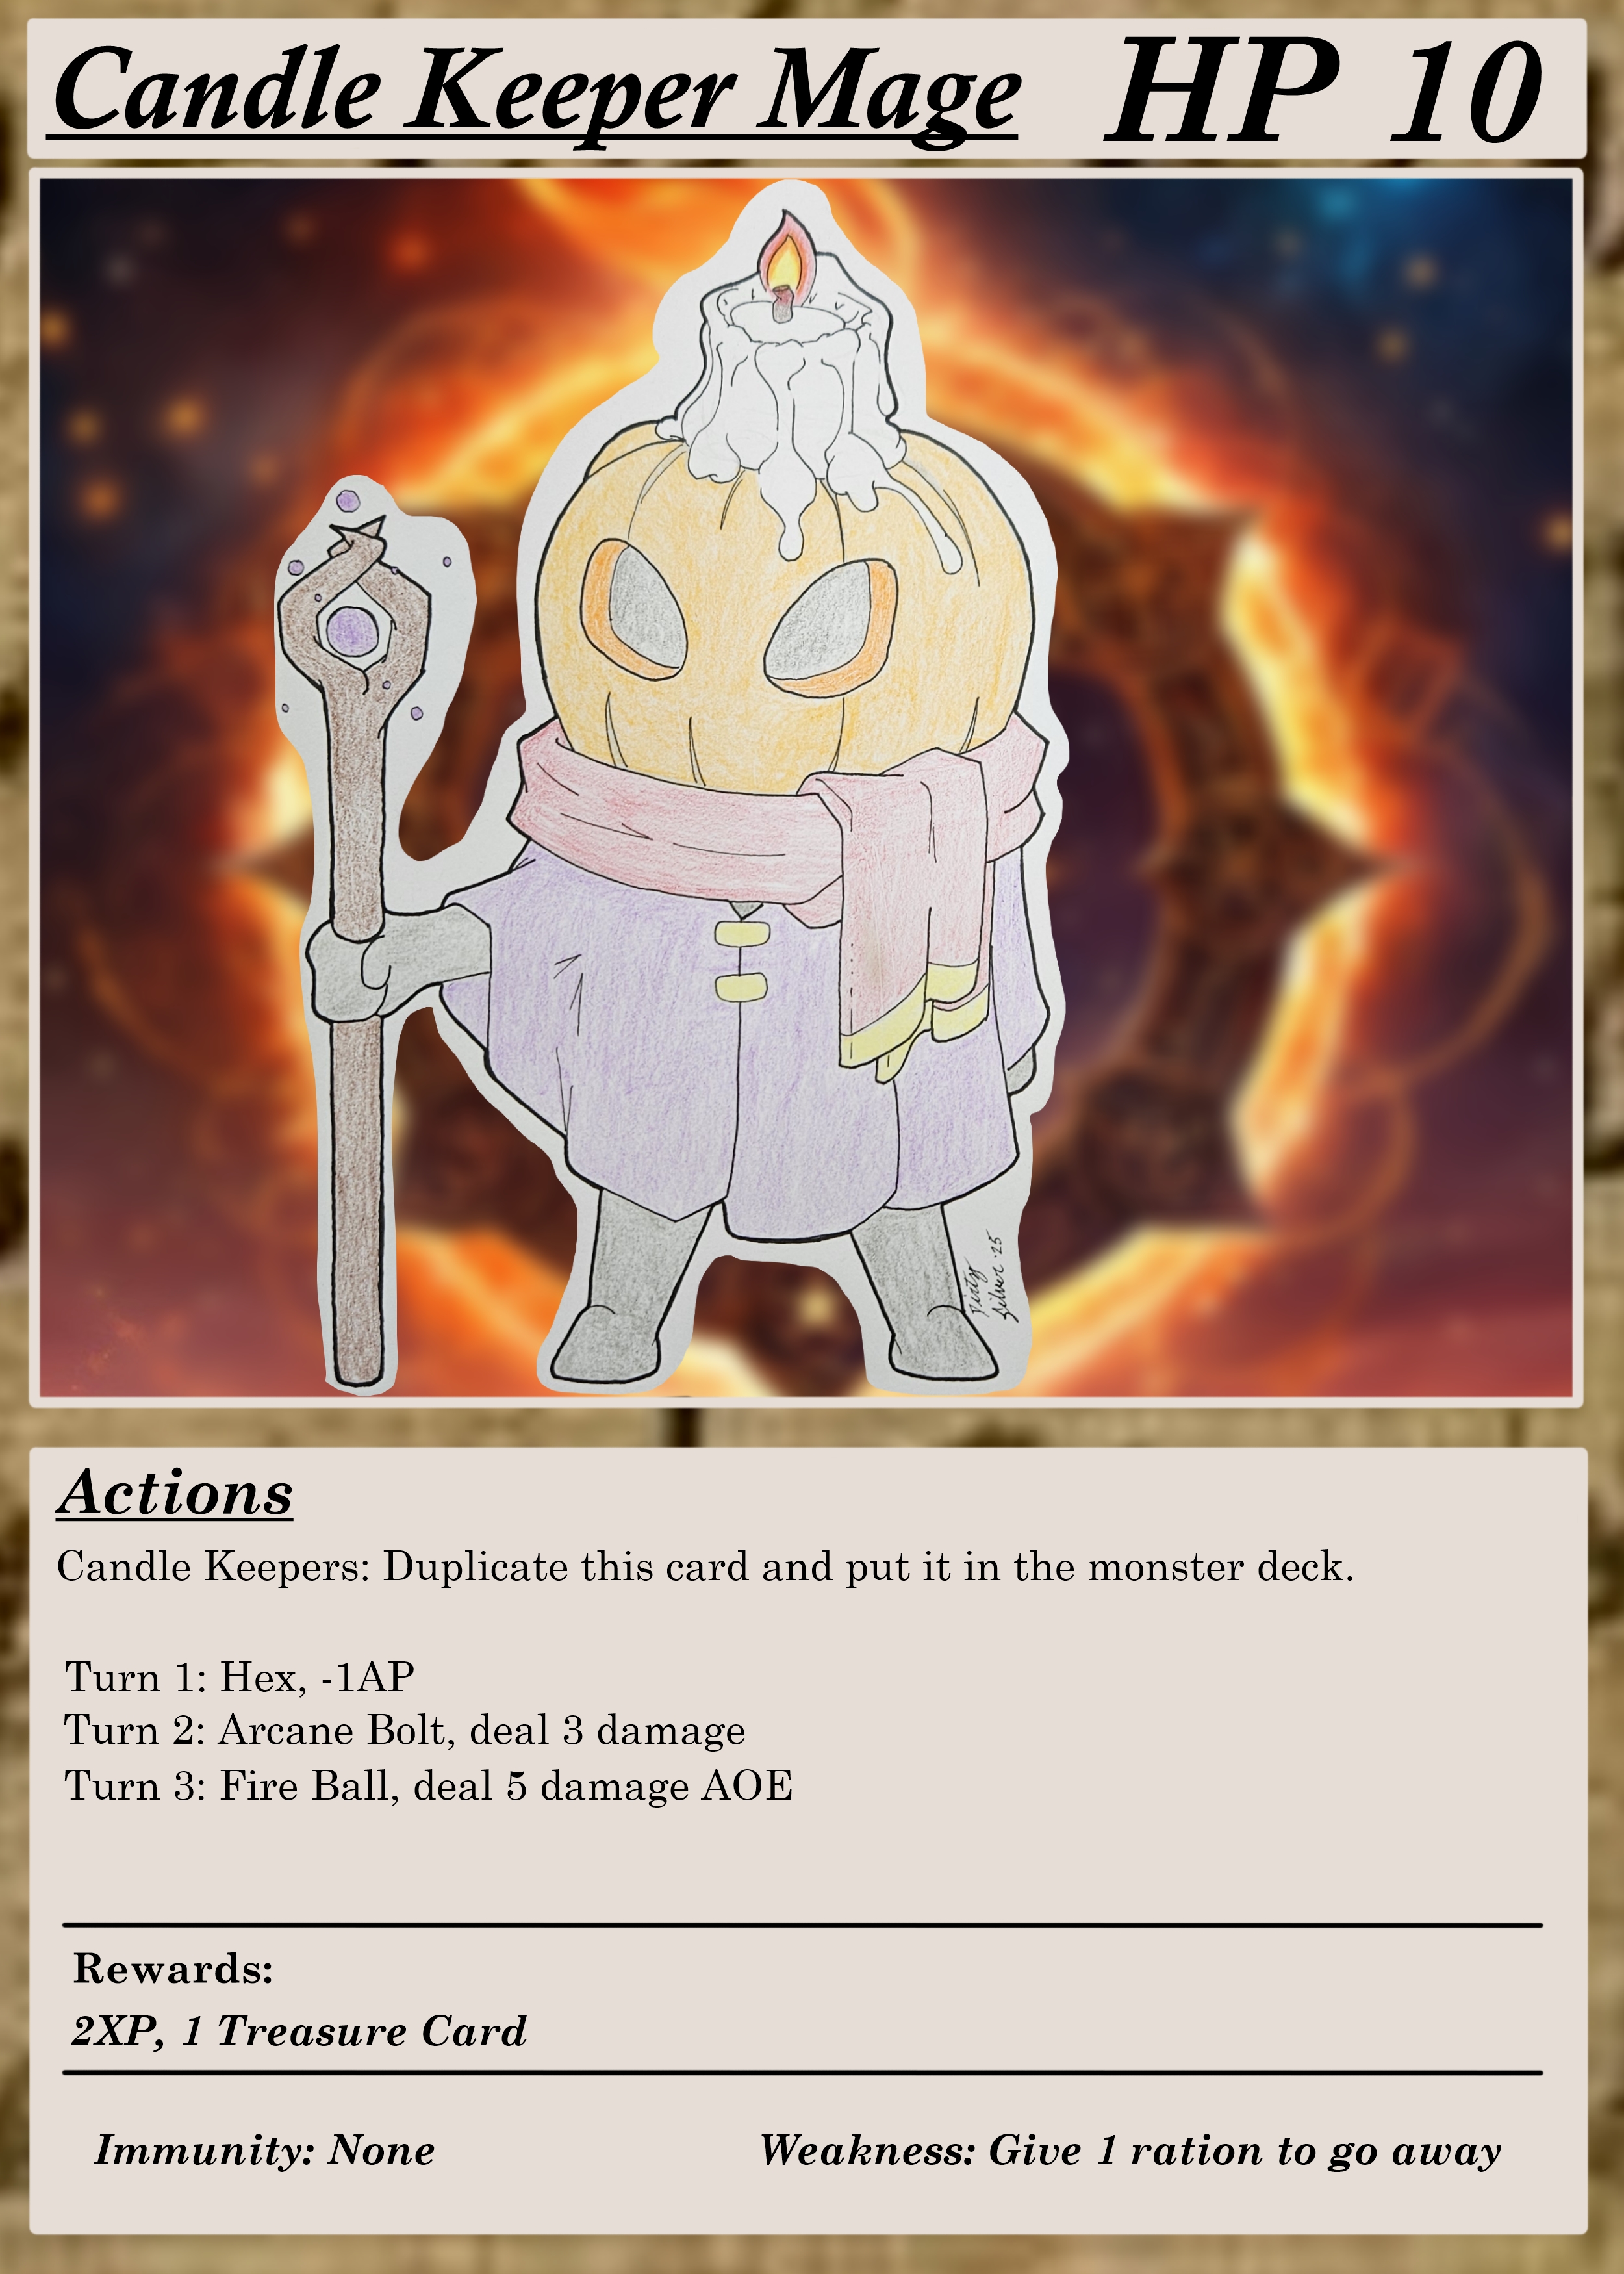 Candle Keeper Mage HP 10
Silver '25
Actions
Candle Keepers: Duplicate this card and put it in the monster deck.
Turn 1: Hex, -1AP
Turn 2: Arcane Bolt, deal 3 damage
Turn 3: Fire Ball, deal 5 damage AOE
Rewards:
2XP, 1 Treasure Card
Immunity: None Weakness: Give 1 ration to go away